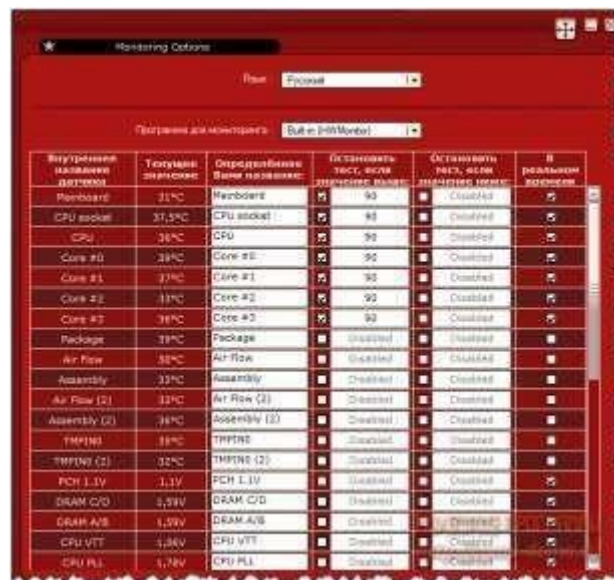 Monitoring Options
Язык Русский
Программа для мониторинга Built-in (HWMonitor)
Внутреннее название датчика Текущее значение Определённое Вами название: Остановить тест, если значение выше: Остановить тест, если значение ниже: В реальном времени
Mainboard 31°C Mainboard 90 Disabled
CPU socket 37,5°C CPU socket 90 Disabled
CPU 36°C CPU 90 Disabled
Core #0 39°C Core #0 90 Disabled
Core #1 37°C Core #1 90 Disabled
Core #2 33°C Core #2 90 Disabled
Core #3 36°C Core #3 90 Disabled
Package 39°C Package Disabled Disabled
Air Flow 30°C Air Flow Disabled Disabled
Assembly 33°C Assembly Disabled Disabled
Air Flow (2) 32°C Air Flow (2) Disabled Disabled
Assembly (2) 36°C Assembly (2) Disabled Disabled
TMPIN0 TMPIN0 Disabled Disabled
TMPIN0 (2) 32°C TMPIN0 (2) Disabled Disabled
PCH 1.1V 1,1V PCH 1.1V Disabled Disabled
DRAM C/D 1,59V DRAM C/D Disabled Disabled
DRAM A/B 1,59V DRAM A/B Disabled
CPU VTT 1,06V CPU VTT Disabled
CPU PLL 1,78V CPU PLL Disabled